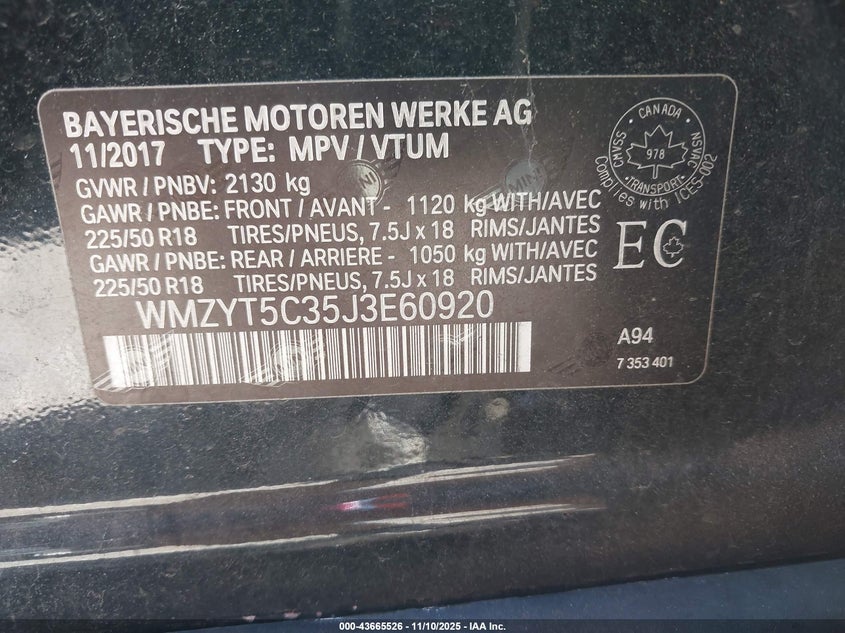 BAYERISCHE MOTOREN WERKE AG
11/2017 TYPE: MPV / VTUM
GVWR / PNBV: 2130 kg
GAWR / PNBE: FRONT / AVANT - 1120 kg WITH/AVEC
225/50 R18 TIRES/PNEUS, 7.5J x 18 RIMS/JANTES
GAWR / PNBE: REAR / ARRIERE - 1050 kg WITH/AVEC
225/50 R18 TIRES/PNEUS, 7.5J x 18 RIMS/JANTES
WMZYT5C35J3E60920
CANADA
CMVSS
NSVAC
978
TRANSPORT
Complies with ICES-002
EC
A94
7 353 401
MINI
000-43665526 - 11/10/2025 - IAA Inc.